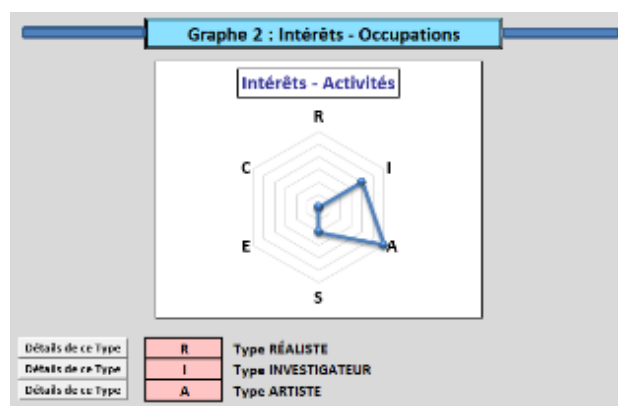 Graphe 2 : Intérêts - Occupations
Intérêts - Activités
R
C I
E A
S
Détails de ce Type R Type RÉALISTE
Détails de ce Type I Type INVESTIGATEUR
Détails de ce Type A Type ARTISTE